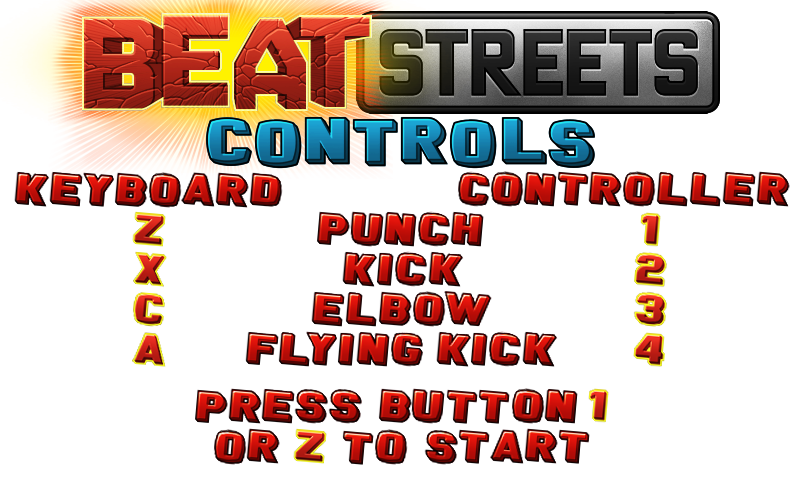 BEAT STREETS
CONTROLS
KEYBOARD CONTROLLER
Z PUNCH 1
X KICK 2
C ELBOW 3
A FLYING KICK 4
PRESS BUTTON 1
OR Z TO START